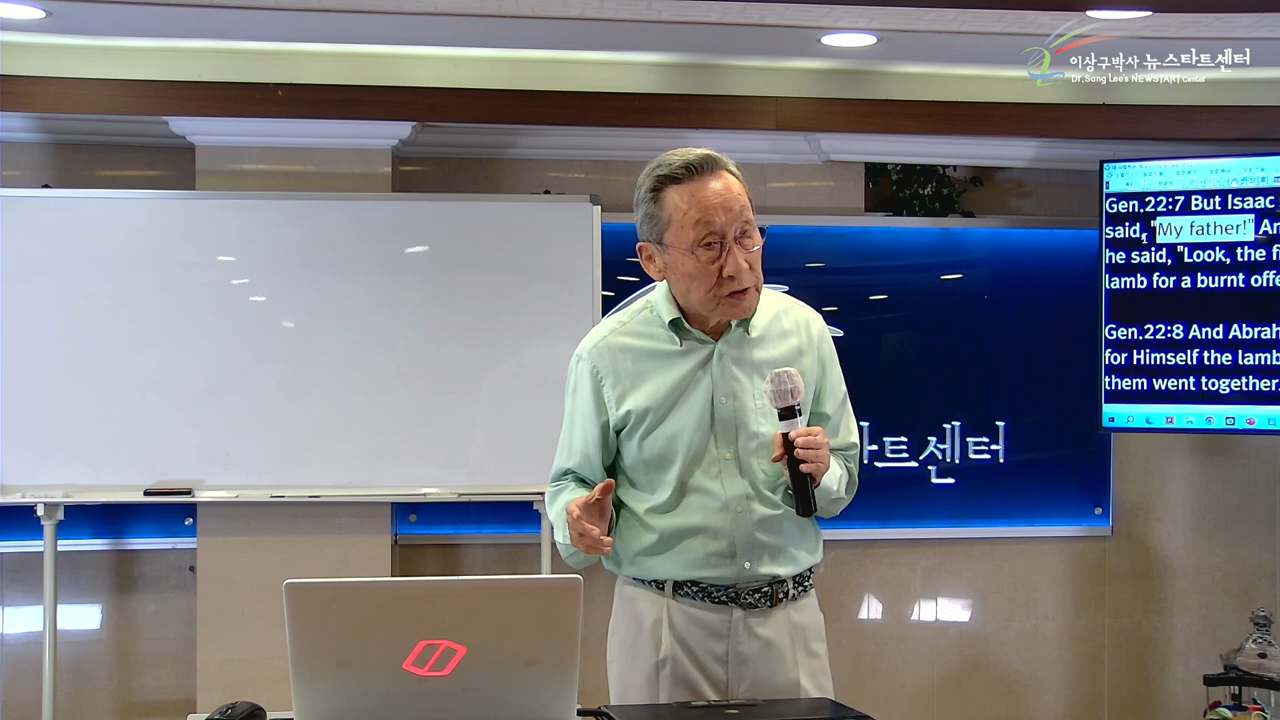 이상구박사 뉴스타트센터
Dr.Sang Lee's NEWSTART Center
Gen.22:7 But Isaac
said, "My father!" An
he said, "Look, the fi
lamb for a burnt offe
Gen.22:8 And Abrah
for Himself the lamb
them went together.
타트센터